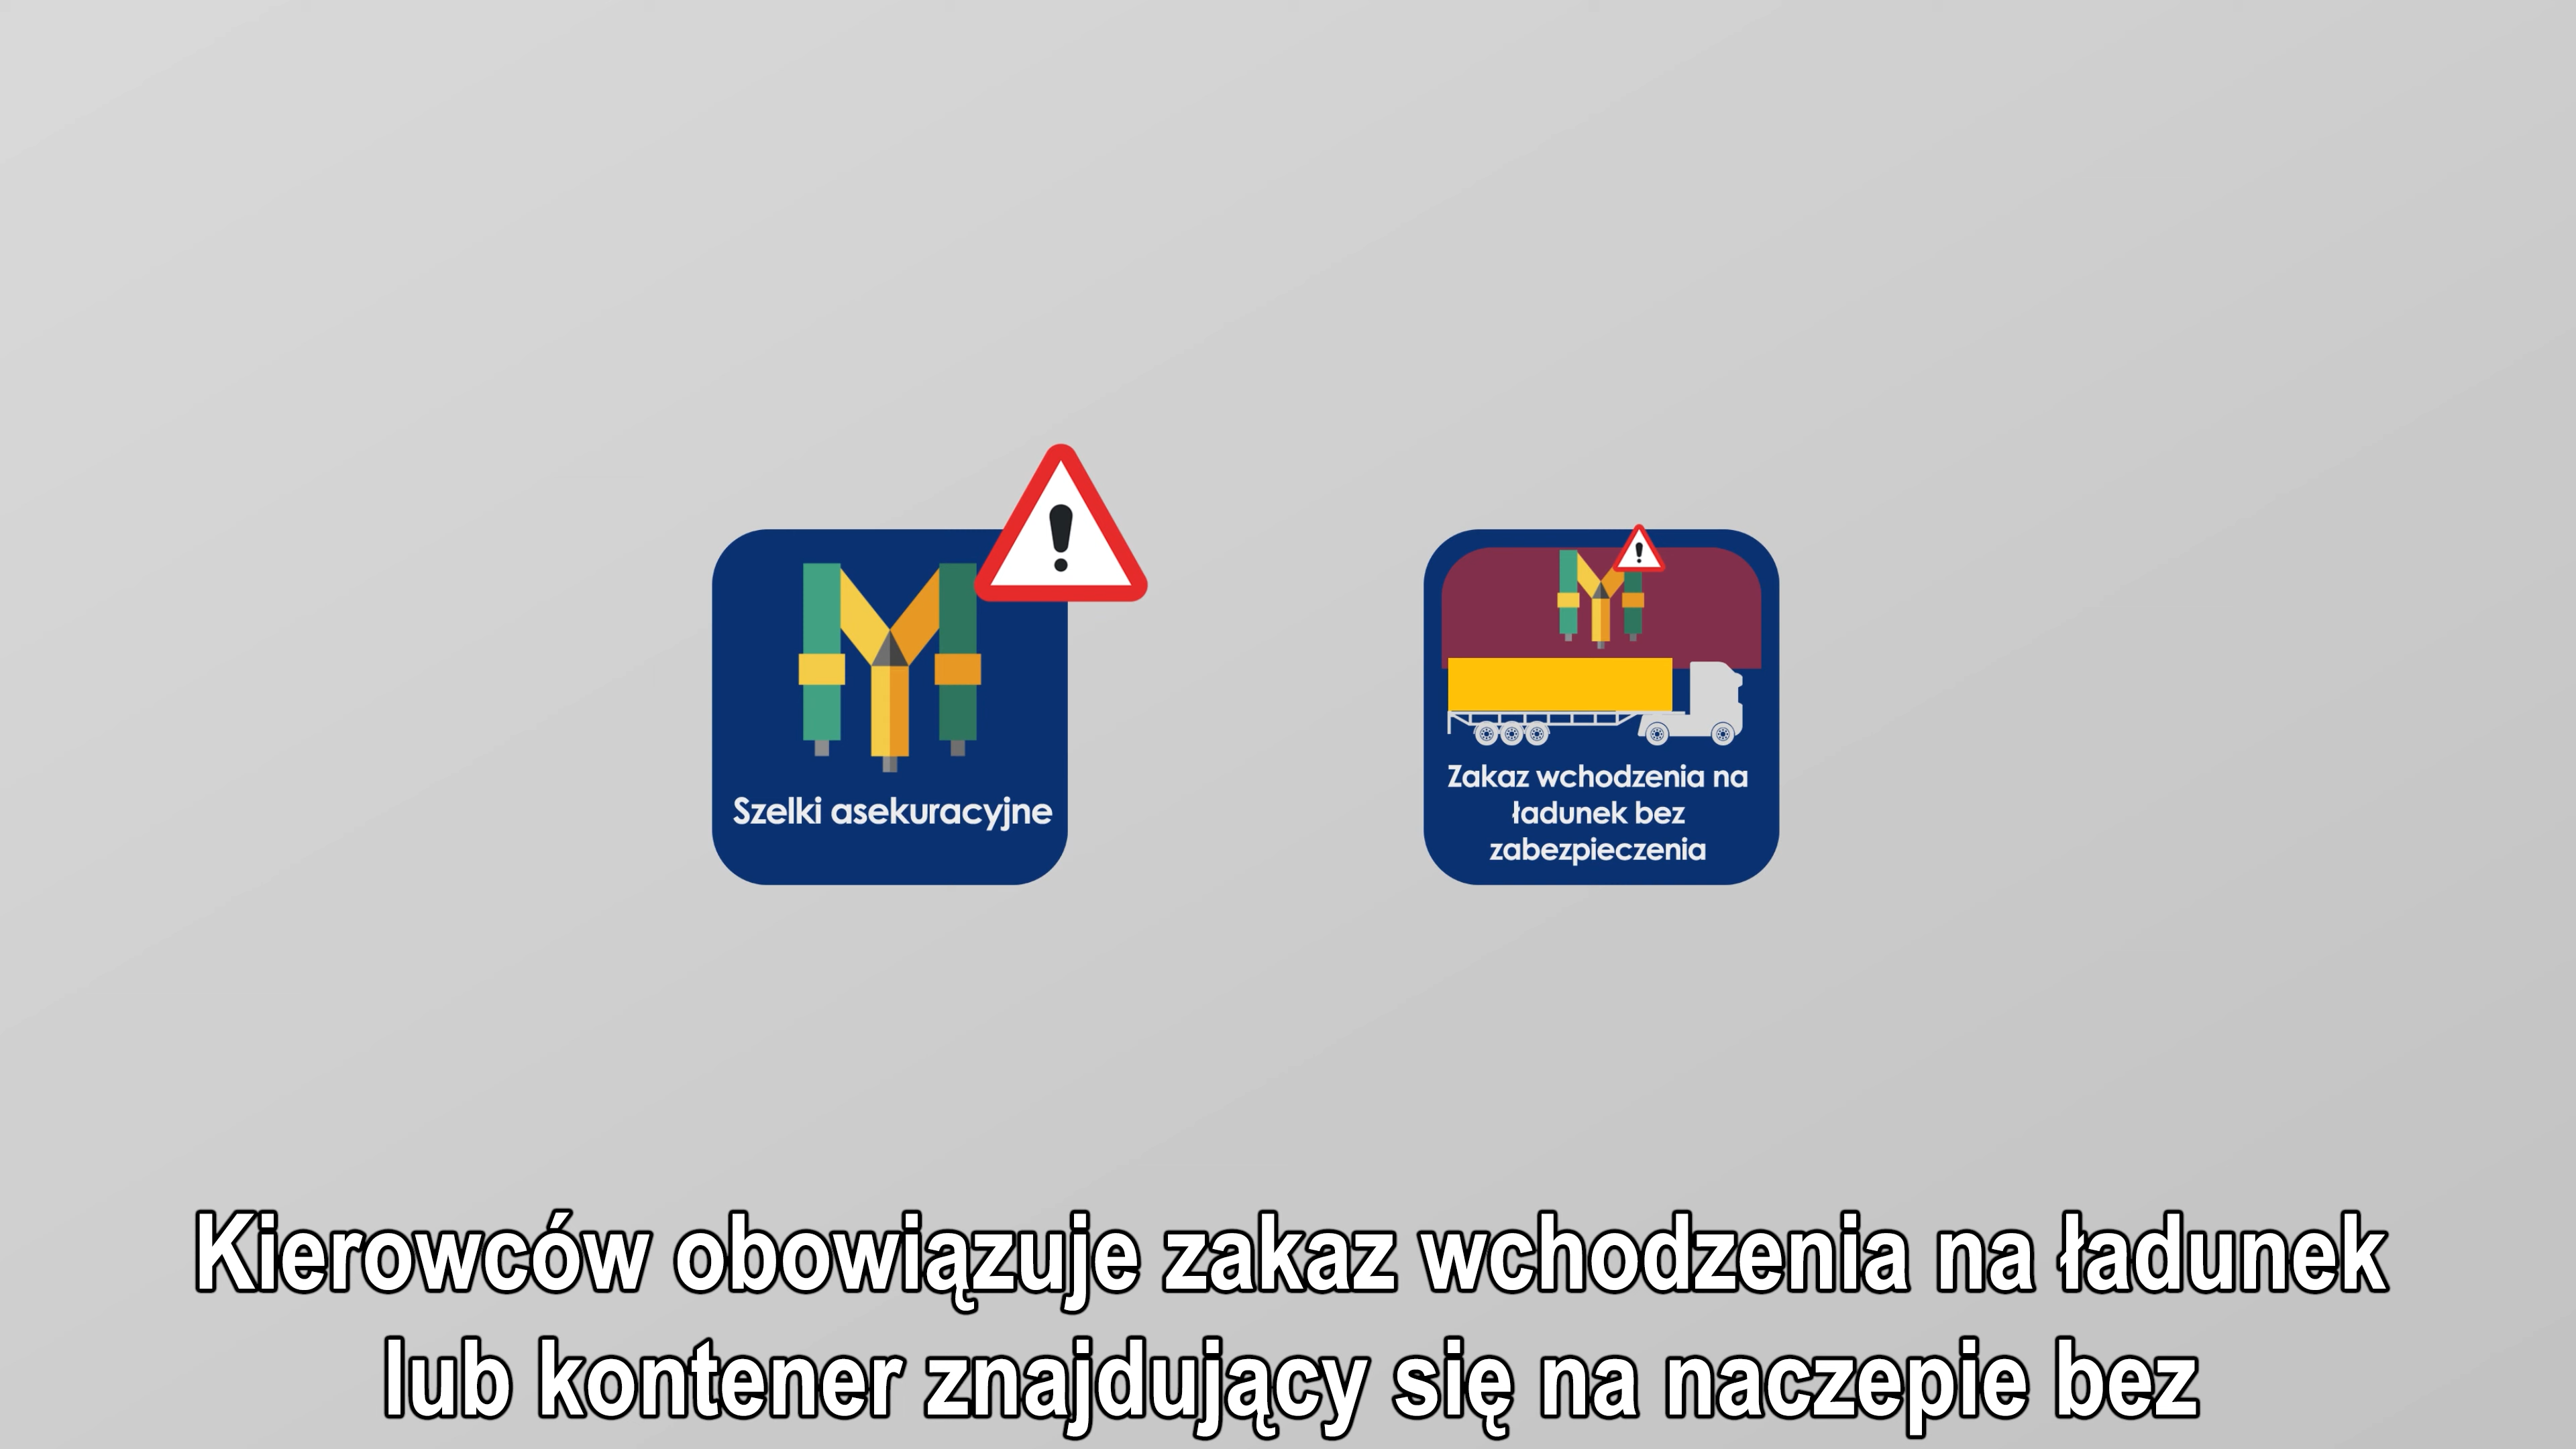 Szelki asekuracyjne
Zakaz wchodzenia na
ładunek bez
zabezpieczenia
Kierowców obowiązuje zakaz wchodzenia na ładunek
lub kontener znajdujący się na naczepie bez